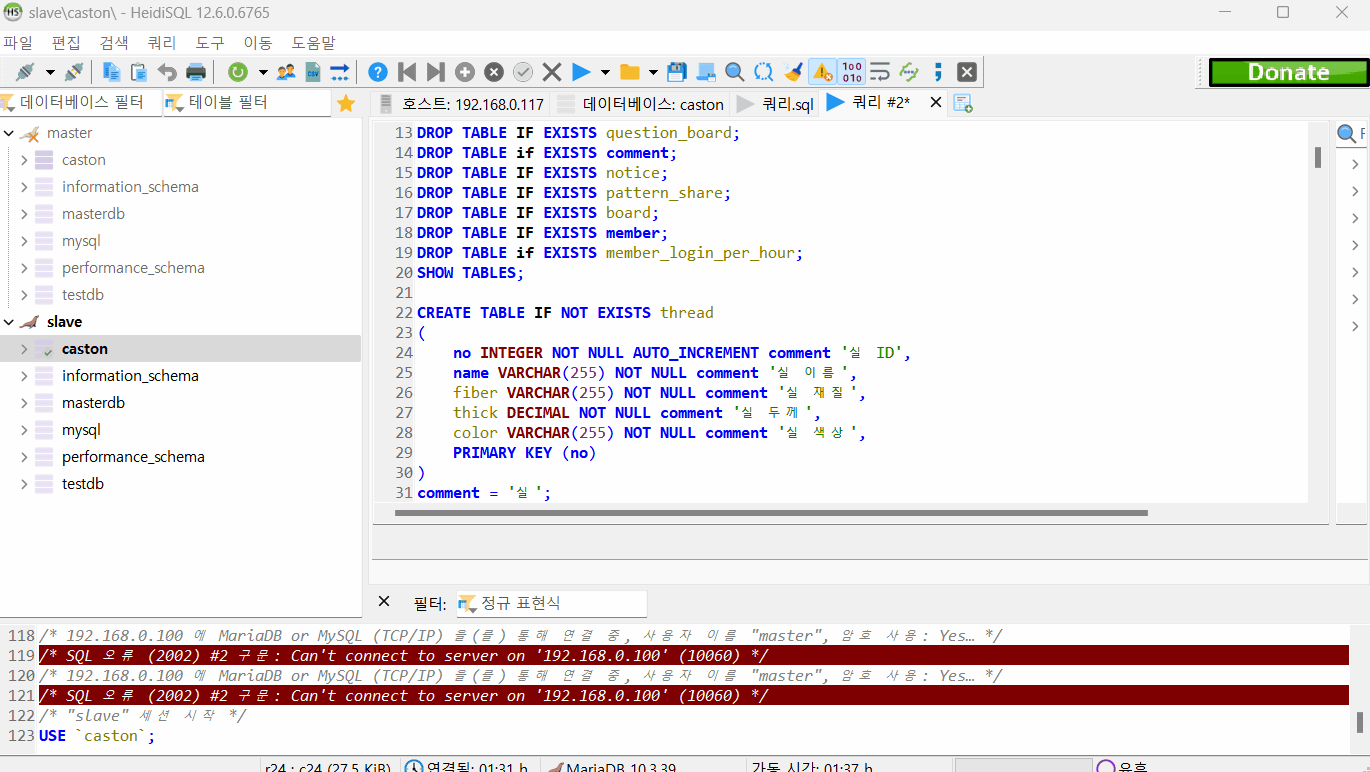 slave\caston\ - HeidiSQL 12.6.0.6765
파일 편집 검색 쿼리 도구 이동 도움말
Donate
데이터베이스 필터 테이블 필터
호스트: 192.168.0.117 데이터베이스: caston 쿼리.sql 쿼리 #2*
master
caston
information_schema
masterdb
mysql
performance_schema
testdb
slave
caston
information_schema
masterdb
mysql
performance_schema
testdb
13 DROP TABLE IF EXISTS question_board;
14 DROP TABLE if EXISTS comment;
15 DROP TABLE IF EXISTS notice;
16 DROP TABLE IF EXISTS pattern_share;
17 DROP TABLE IF EXISTS board;
18 DROP TABLE IF EXISTS member;
19 DROP TABLE if EXISTS member_login_per_hour;
20 SHOW TABLES;
21
22 CREATE TABLE IF NOT EXISTS thread
23 (
24 no INTEGER NOT NULL AUTO_INCREMENT comment '실 ID',
25 name VARCHAR(255) NOT NULL comment '실 이름',
26 fiber VARCHAR(255) NOT NULL comment '실 재질',
27 thick DECIMAL NOT NULL comment '실 두께',
28 color VARCHAR(255) NOT NULL comment '실 색상',
29 PRIMARY KEY (no)
30 )
31 comment = '실';
필터: 정규 표현식
118 /* 192.168.0.100 에 MariaDB or MySQL (TCP/IP) 을(를) 통해 연결 중, 사용자 이름 "master", 암호 사용: Yes… */
119 /* SQL 오류 (2002) #2 구문: Can't connect to server on '192.168.0.100' (10060) */
120 /* 192.168.0.100 에 MariaDB or MySQL (TCP/IP) 을(를) 통해 연결 중, 사용자 이름 "master", 암호 사용: Yes… */
121 /* SQL 오류 (2002) #2 구문: Can't connect to server on '192.168.0.100' (10060) */
122 /* "slave" 세션 시작 */
123 USE `caston`;
r24 : c24 (27.5 KiB) 연결됨: 01:31 h MariaDB 10.3.39 가동 시간: 01:37 h 유휴